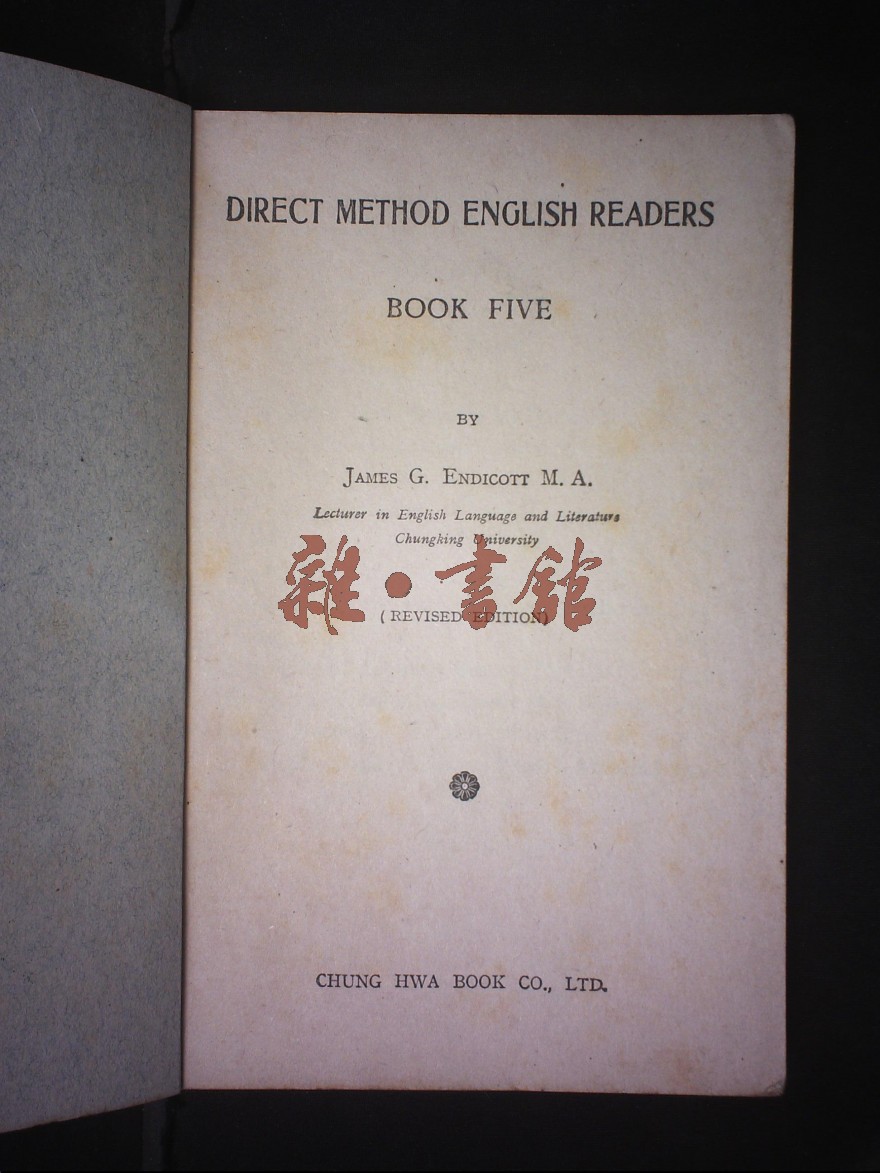 DIRECT METHOD ENGLISH READERS
BOOK FIVE
BY
JAMES G. ENDICOTT M. A.
Lecturer in English Language and Literature
Chungking University
雜·書館
(REVISED EDITION)
CHUNG HWA BOOK CO., LTD.